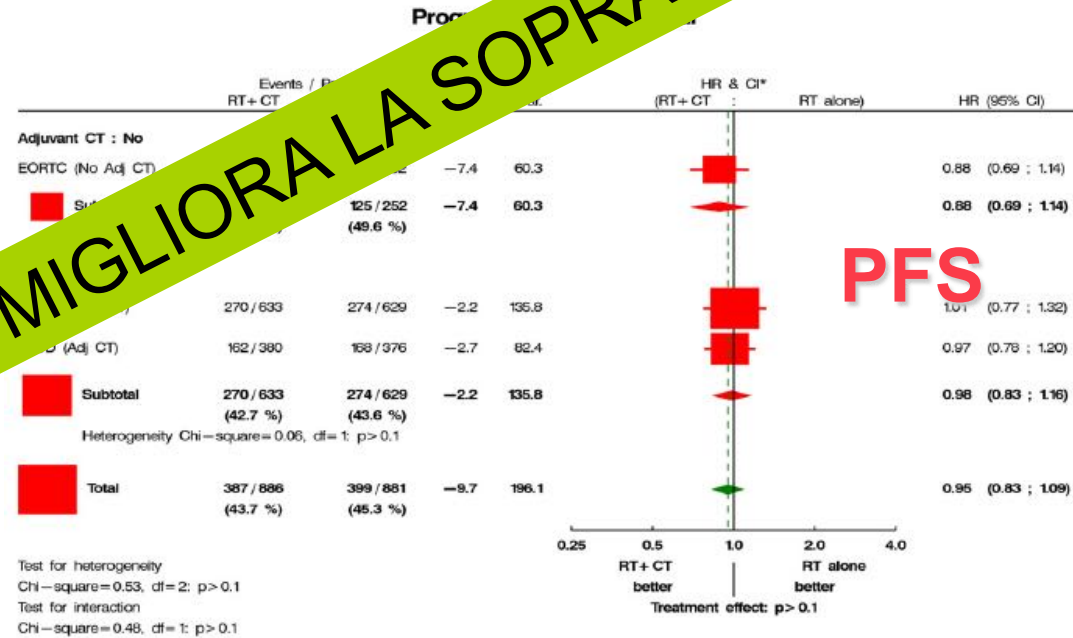 Prog
MIGLIORA LA SOPRA
Events / P
HR & CI*
RT+CT
(RT+CT : RT alone)
HR (95% CI)
Adjuvant CT : No
EORTC (No Adj CT)
−7.4 60.3
0.88 (0.69 ; 1.14)
125/252 −7.4 60.3
0.88 (0.69 ; 1.14)
(49.6 %)
PFS
270/633 274/629 −2.2 135.8
1.01 (0.77 ; 1.32)
(Adj CT) 162/380 168/376 −2.7 82.4
0.97 (0.78 ; 1.20)
Subtotal 270/633 274/629 −2.2 135.8
0.98 (0.83 ; 1.16)
(42.7 %) (43.6 %)
Heterogeneity Chi−square=0.06, df=1: p>0.1
Total 387/886 399/881 −9.7 196.1
0.95 (0.83 ; 1.09)
(43.7 %) (45.3 %)
0.25 0.5 1.0 2.0 4.0
Test for heterogeneity
RT+CT RT alone
Chi−square=0.53, df=2: p>0.1
better better
Test for interaction
Treatment effect: p>0.1
Chi−square=0.48, df=1: p>0.1